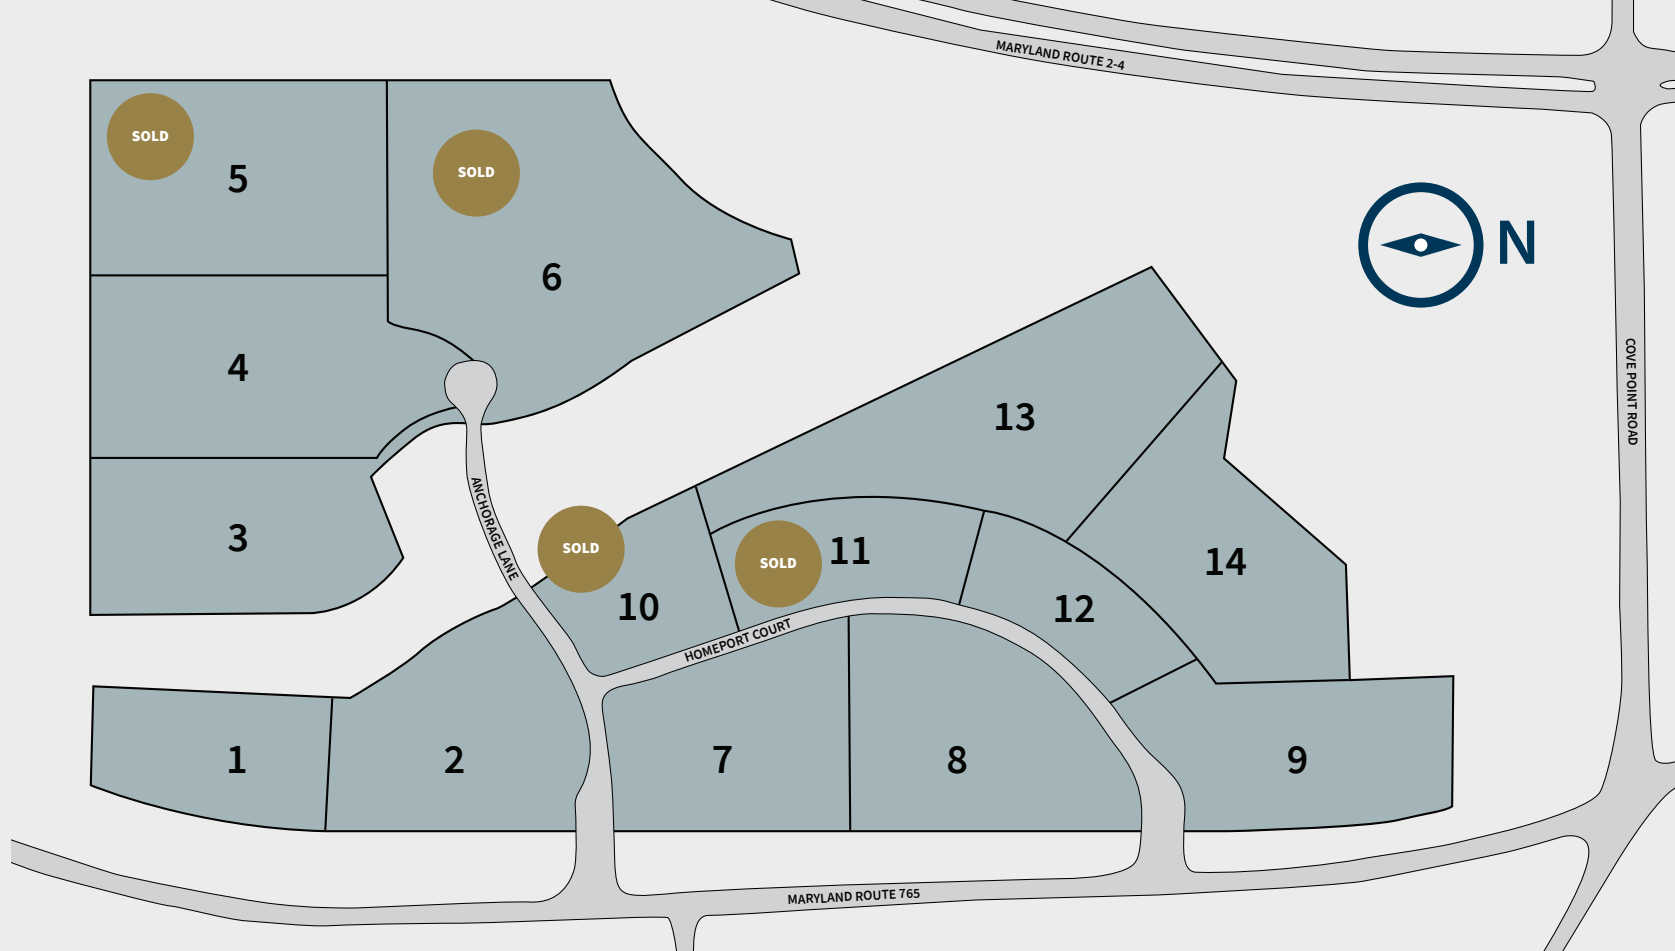 MARYLAND ROUTE 2-4
SOLD
5
SOLD
6
N
4
COVE POINT ROAD
13
ANCHORAGE LANE
3
SOLD
10
SOLD
11
14
12
HOMEPORT COURT
1
2
7
8
9
MARYLAND ROUTE 765